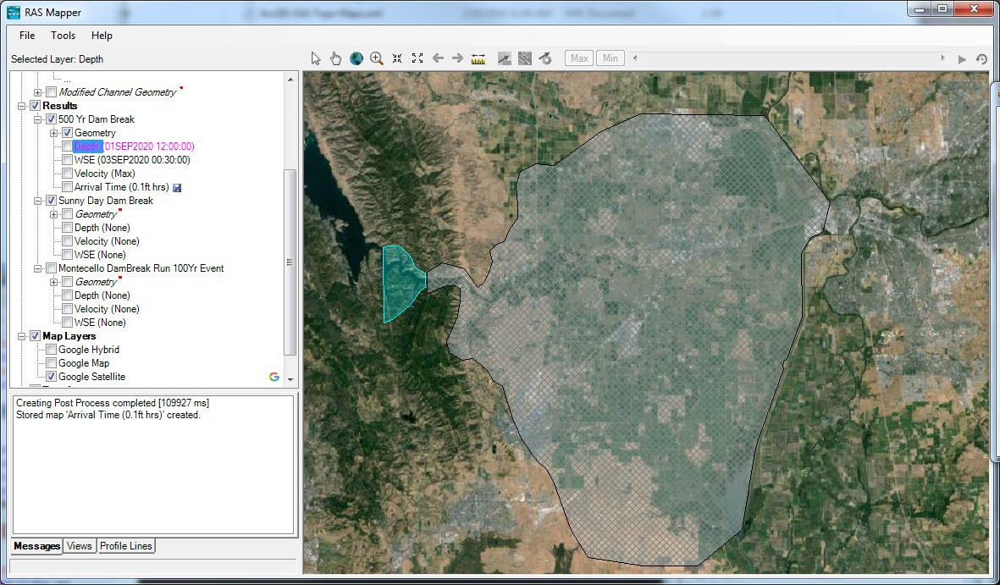 RAS Mapper
File Tools Help
Selected Layer: Depth
Max Min
...
Modified Channel Geometry
Results
500 Yr Dam Break
Geometry
Depth (01SEP2020 12:00:00)
WSE (03SEP2020 00:30:00)
Velocity (Max)
Arrival Time (0.1ft hrs)
Sunny Day Dam Break
Geometry
Depth (None)
Velocity (None)
WSE (None)
Montecello DamBreak Run 100Yr Event
Geometry
Depth (None)
Velocity (None)
WSE (None)
Map Layers
Google Hybrid
Google Map
Google Satellite
G
Creating Post Process completed [109927 ms]
Stored map 'Arrival Time (0.1ft hrs)' created.
Messages Views Profile Lines